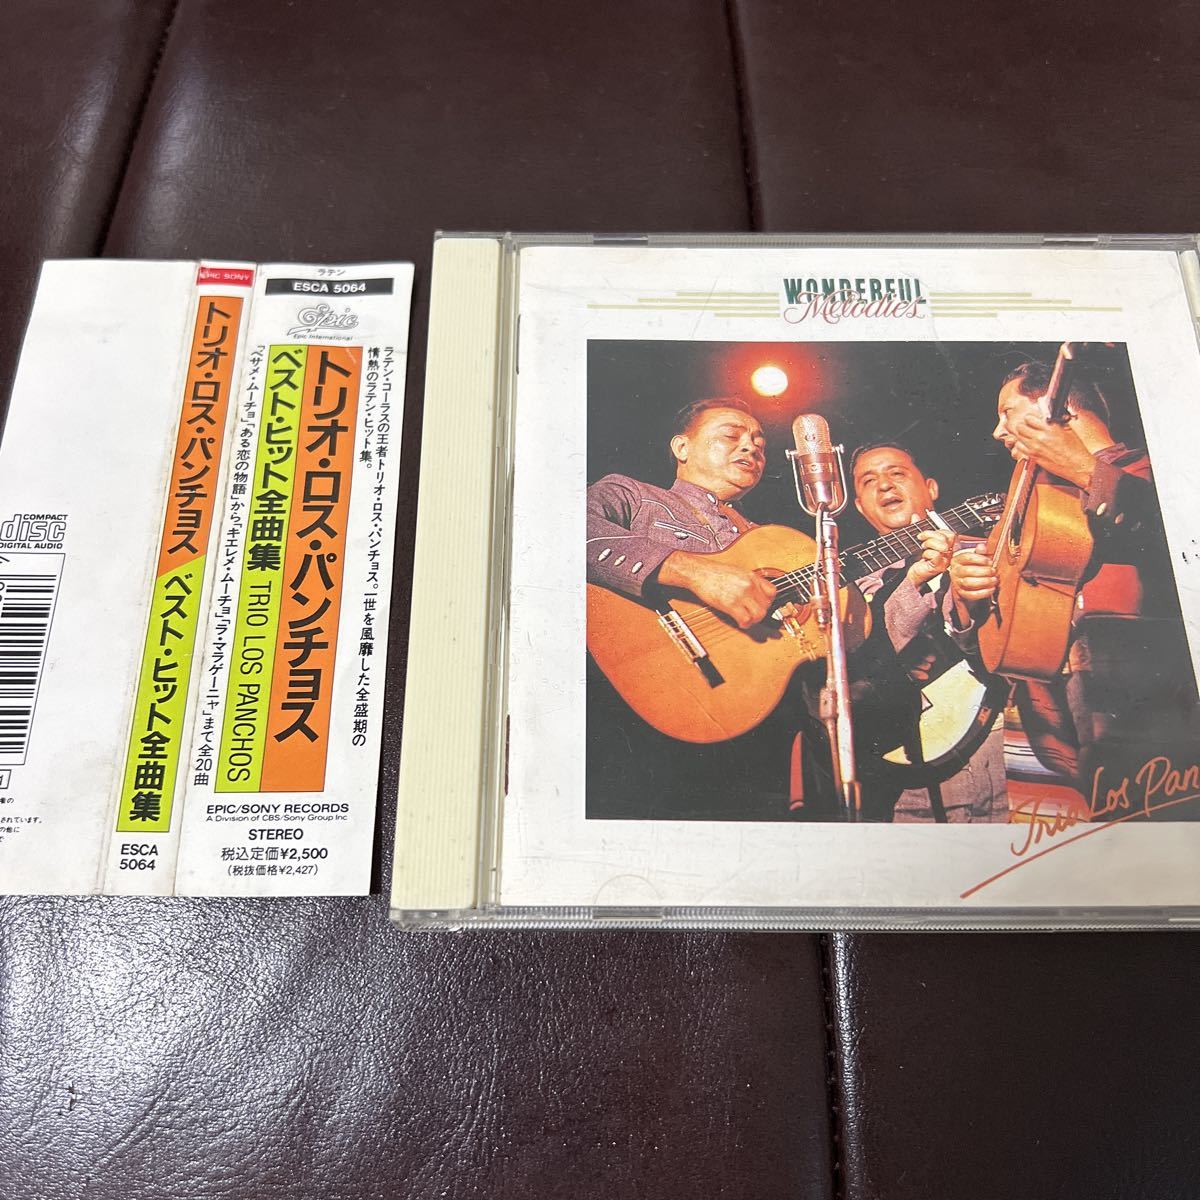 COMPACT
disc
DIGITAL AUDIO
されています。
EPIC SONY
トリオ・ロス・パンチョス
ベスト・ヒット全曲集
ESCA
5064
ラテン
ESCA 5064
Epic
Epic International
ラテン・コーラスの王者トリオ・ロス・パンチョス。一世を風靡した全盛期の
情熱のラテン・ヒット集。
トリオ・ロス・パンチョス
ベスト・ヒット全曲集 TRIO LOS PANCHOS
「ベサメ・ムーチョ」「ある恋の物語」から「キエレメ・ムーチョ」「ラ・マラゲーニャ」まで全20曲
EPIC/SONY RECORDS
A Division of CBS/Sony Group Inc
STEREO
税込定価¥2,500
(税抜価格¥2,427)
WONDERFUL
Melodies
Trio Los Pan